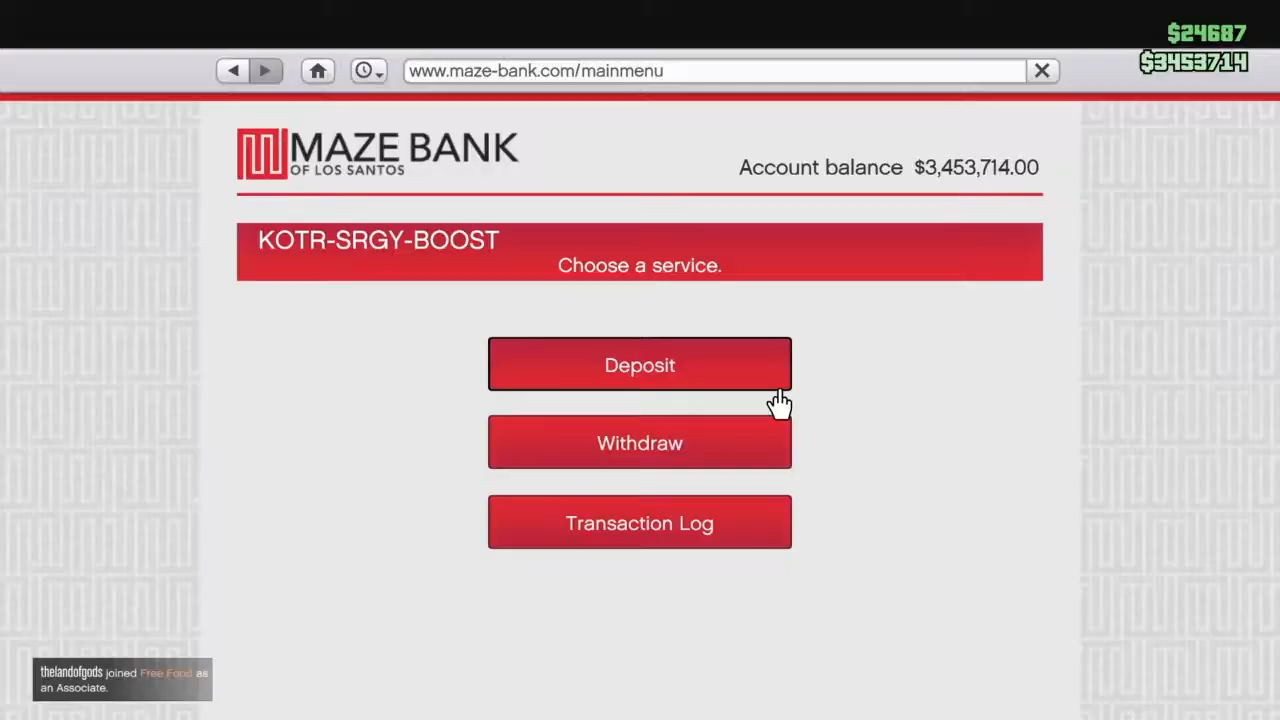 $24687
www.maze-bank.com/mainmenu
$3453714
MAZE BANK
OF LOS SANTOS
Account balance $3,453,714.00
KOTR-SRGY-BOOST
Choose a service.
Deposit
Withdraw
Transaction Log
thelandofgods joined Free Food as
an Associate.